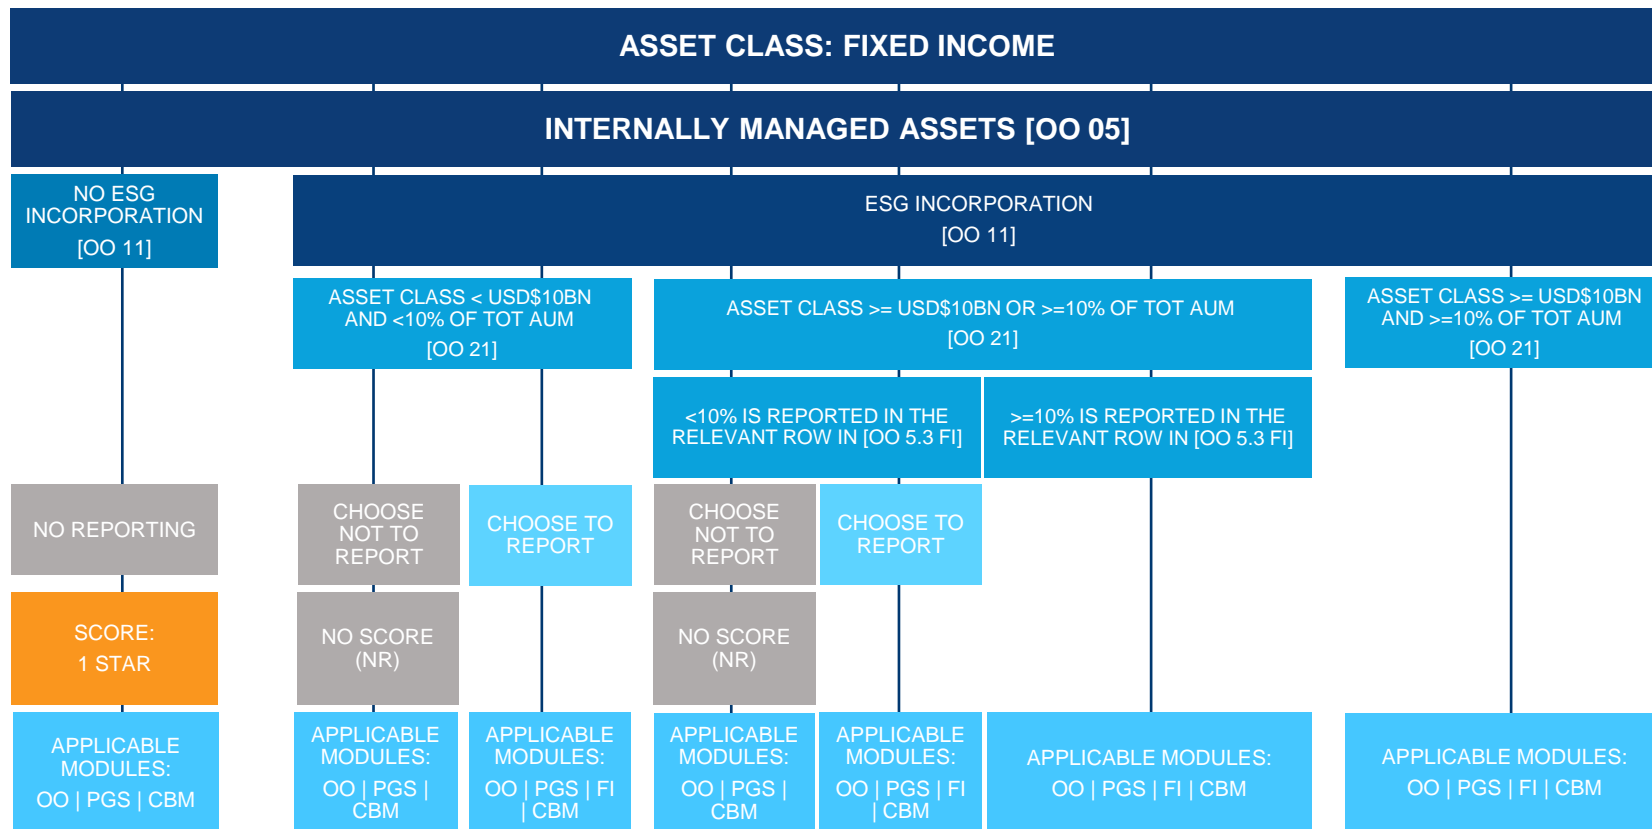 ASSET CLASS: FIXED INCOME
INTERNALLY MANAGED ASSETS [OO 05]
NO ESG
INCORPORATION
[OO 11]
ESG INCORPORATION
[OO 11]
ASSET CLASS < USD$10BN
AND <10% OF TOT AUM
[OO 21]
ASSET CLASS >= USD$10BN OR >=10% OF TOT AUM
[OO 21]
ASSET CLASS >= USD$10BN
AND >=10% OF TOT AUM
[OO 21]
<10% IS REPORTED IN THE
RELEVANT ROW IN [OO 5.3 FI]
>=10% IS REPORTED IN THE
RELEVANT ROW IN [OO 5.3 FI]
NO REPORTING
CHOOSE
NOT TO
REPORT
CHOOSE TO
REPORT
CHOOSE
NOT TO
REPORT
CHOOSE TO
REPORT
SCORE:
1 STAR
NO SCORE
(NR)
NO SCORE
(NR)
APPLICABLE
MODULES:
OO | PGS | CBM
APPLICABLE
MODULES:
OO | PGS |
CBM
APPLICABLE
MODULES:
OO | PGS | FI
| CBM
APPLICABLE
MODULES:
OO | PGS |
CBM
APPLICABLE
MODULES:
OO | PGS | FI
| CBM
APPLICABLE MODULES:
OO | PGS | FI | CBM
APPLICABLE MODULES:
OO | PGS | FI | CBM